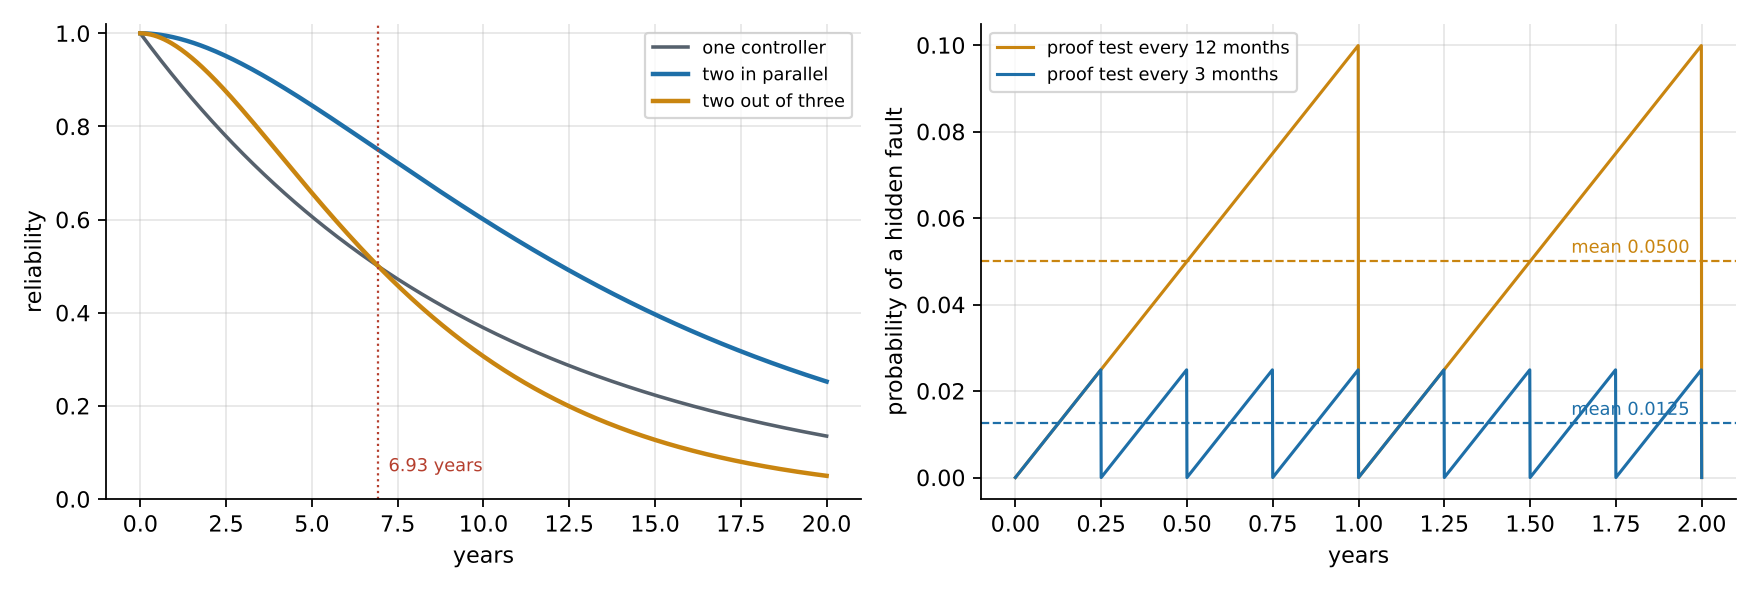 1.0
0.8
0.6
0.4
0.2
0.0
reliability
0.0 2.5 5.0 7.5 10.0 12.5 15.0 17.5 20.0
years
one controller
two in parallel
two out of three
6.93 years
0.10
0.08
0.06
0.04
0.02
0.00
probability of a hidden fault
0.00 0.25 0.50 0.75 1.00 1.25 1.50 1.75 2.00
years
proof test every 12 months
proof test every 3 months
mean 0.0500
mean 0.0125